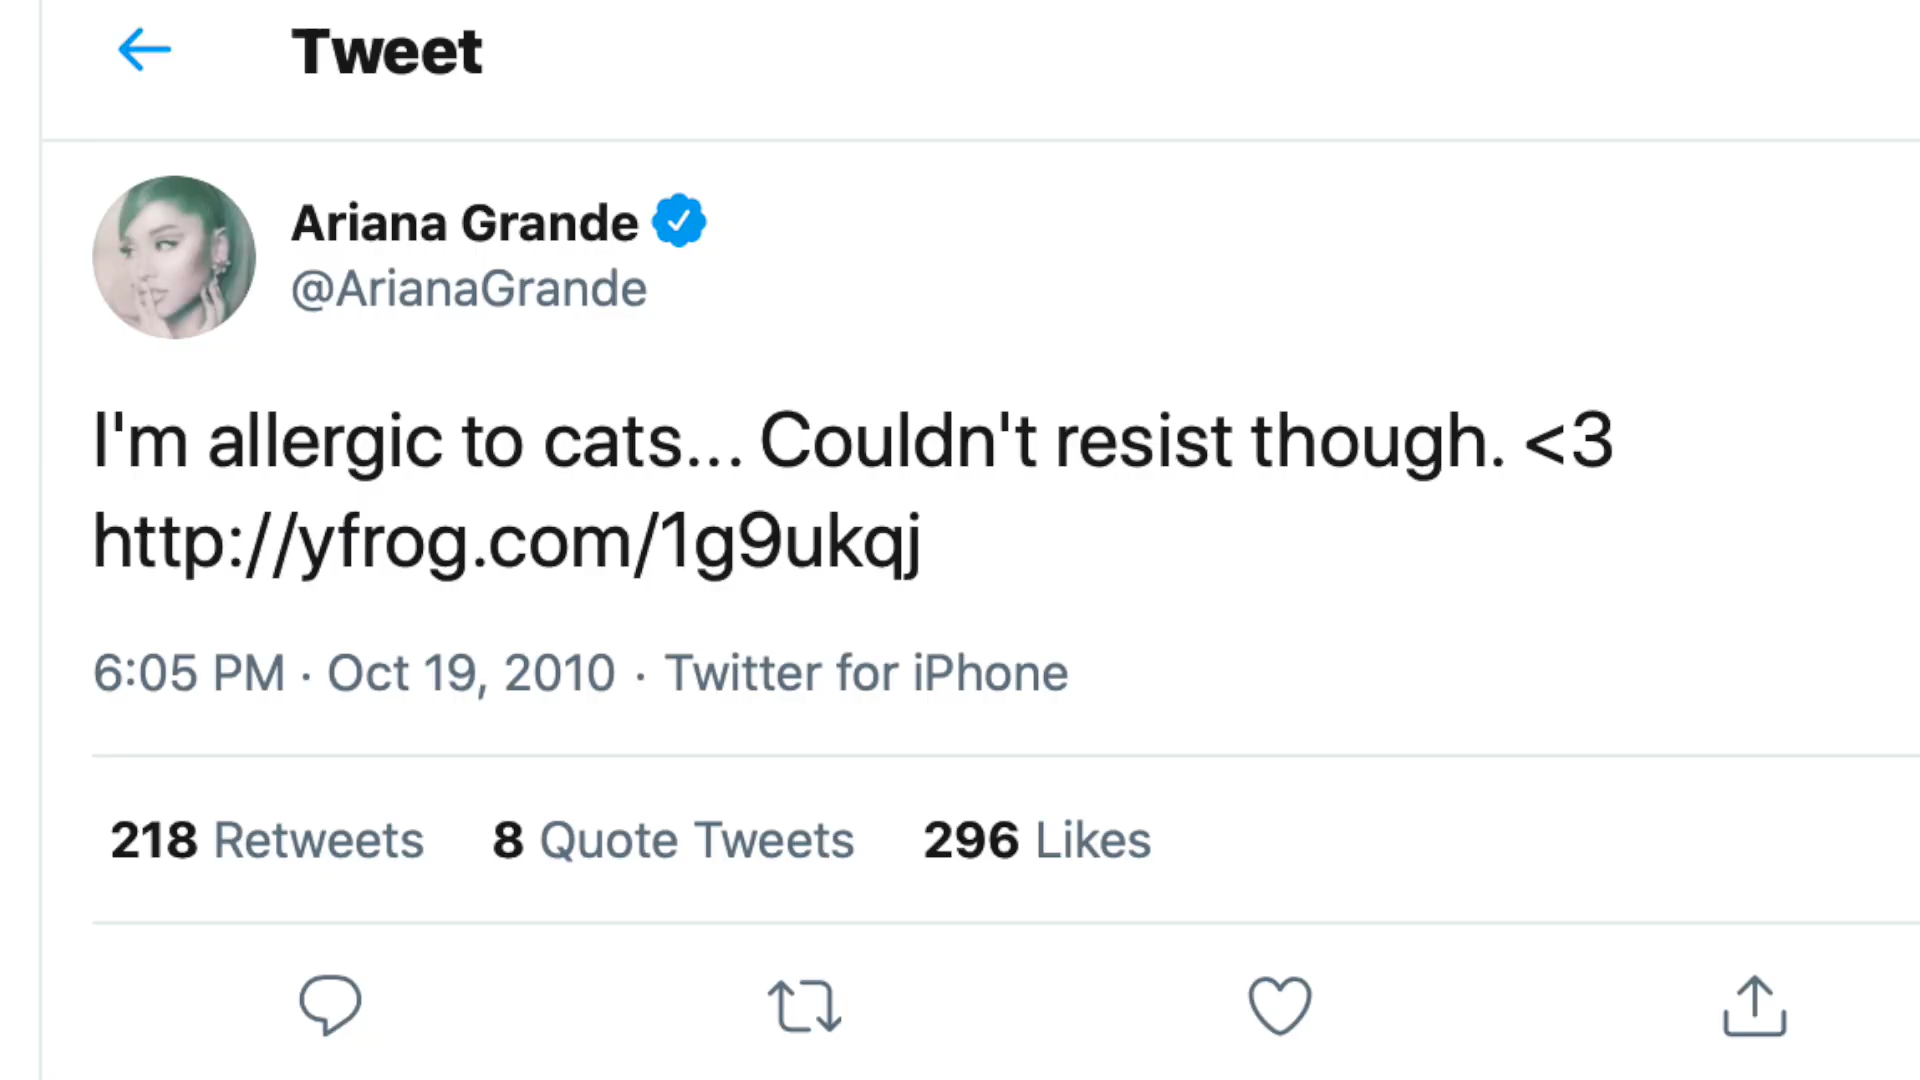 Tweet
Ariana Grande
@ArianaGrande
I'm allergic to cats... Couldn't resist though. <3
http://yfrog.com/1g9ukqj
6:05 PM · Oct 19, 2010 · Twitter for iPhone
218 Retweets 8 Quote Tweets 296 Likes